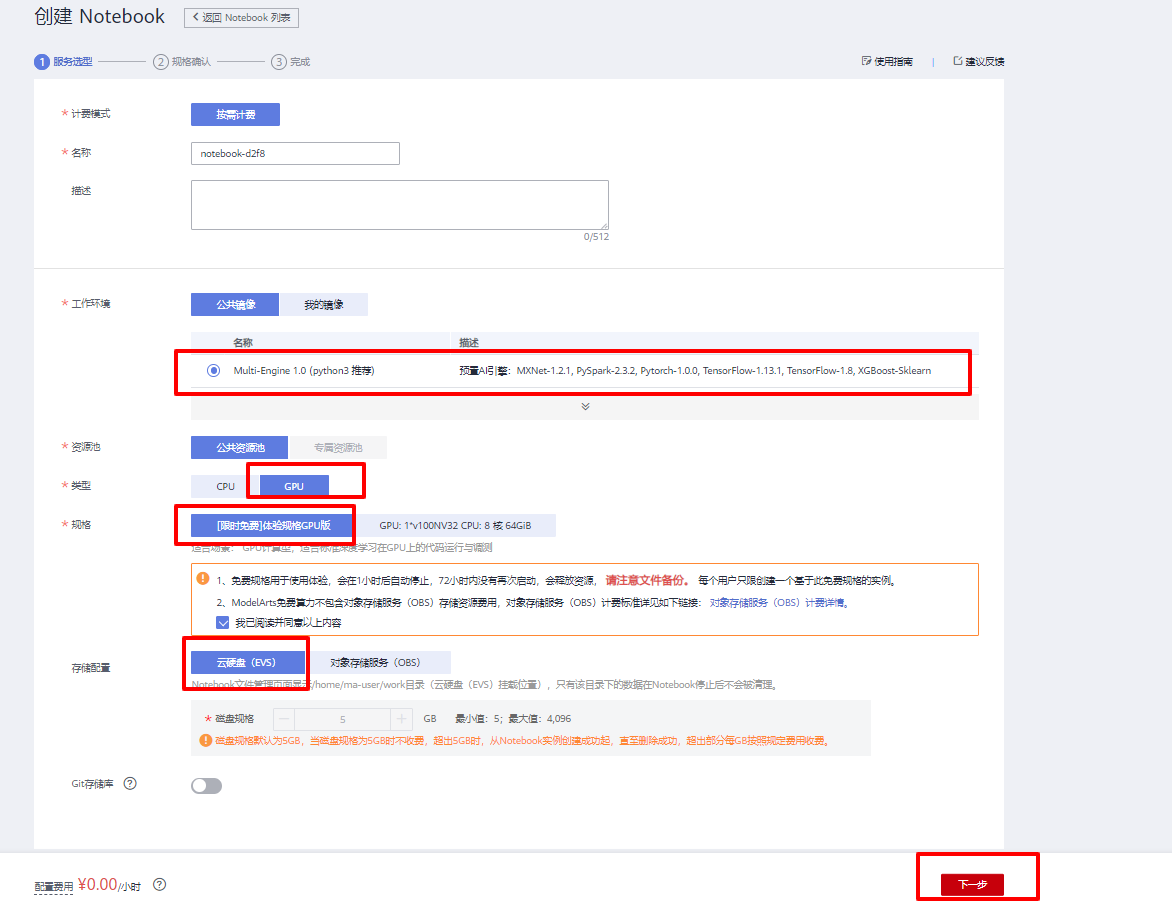 创建 Notebook
返回 Notebook 列表
1 服务选型
2 规格确认
3 完成
使用指南 | 建议反馈
* 计费模式
按需计费
* 名称
notebook-d2f8
描述
0/512
* 工作环境
公共镜像 我的镜像
名称 描述
Multi-Engine 1.0 (python3 推荐) 预置AI引擎：MXNet-1.2.1, PySpark-2.3.2, Pytorch-1.0.0, TensorFlow-1.13.1, TensorFlow-1.8, XGBoost-Sklearn
* 资源池
公共资源池 专属资源池
* 类型
CPU GPU
* 规格
[限时免费]体验规格GPU版 GPU: 1*v100NV32 CPU: 8 核 64GiB
适合场景： GPU计算型，适合标准深度学习在GPU上的代码运行与调测
1、免费规格用于使用体验，会在1小时后自动停止，72小时内没有再次启动，会释放资源，请注意文件备份。每个用户只限创建一个基于此免费规格的实例。
2、ModelArts免费算力不包含对象存储服务（OBS）存储资源费用，对象存储服务（OBS）计费标准详见如下链接：对象存储服务（OBS）计费详情。
我已阅读并同意以上内容
存储配置
云硬盘（EVS） 对象存储服务（OBS）
Notebook文件管理页面显示/home/ma-user/work目录（云硬盘（EVS）挂载位置），只有该目录下的数据在Notebook停止后不会被清理。
* 磁盘规格 − 5 + GB 最小值：5；最大值：4,096
磁盘规格默认为5GB，当磁盘规格为5GB时不收费，超出5GB时，从Notebook实例创建成功起，直至删除成功，超出部分每GB按照规定费用收费。
Git存储库 ?
配置费用 ¥0.00/小时 ?
下一步